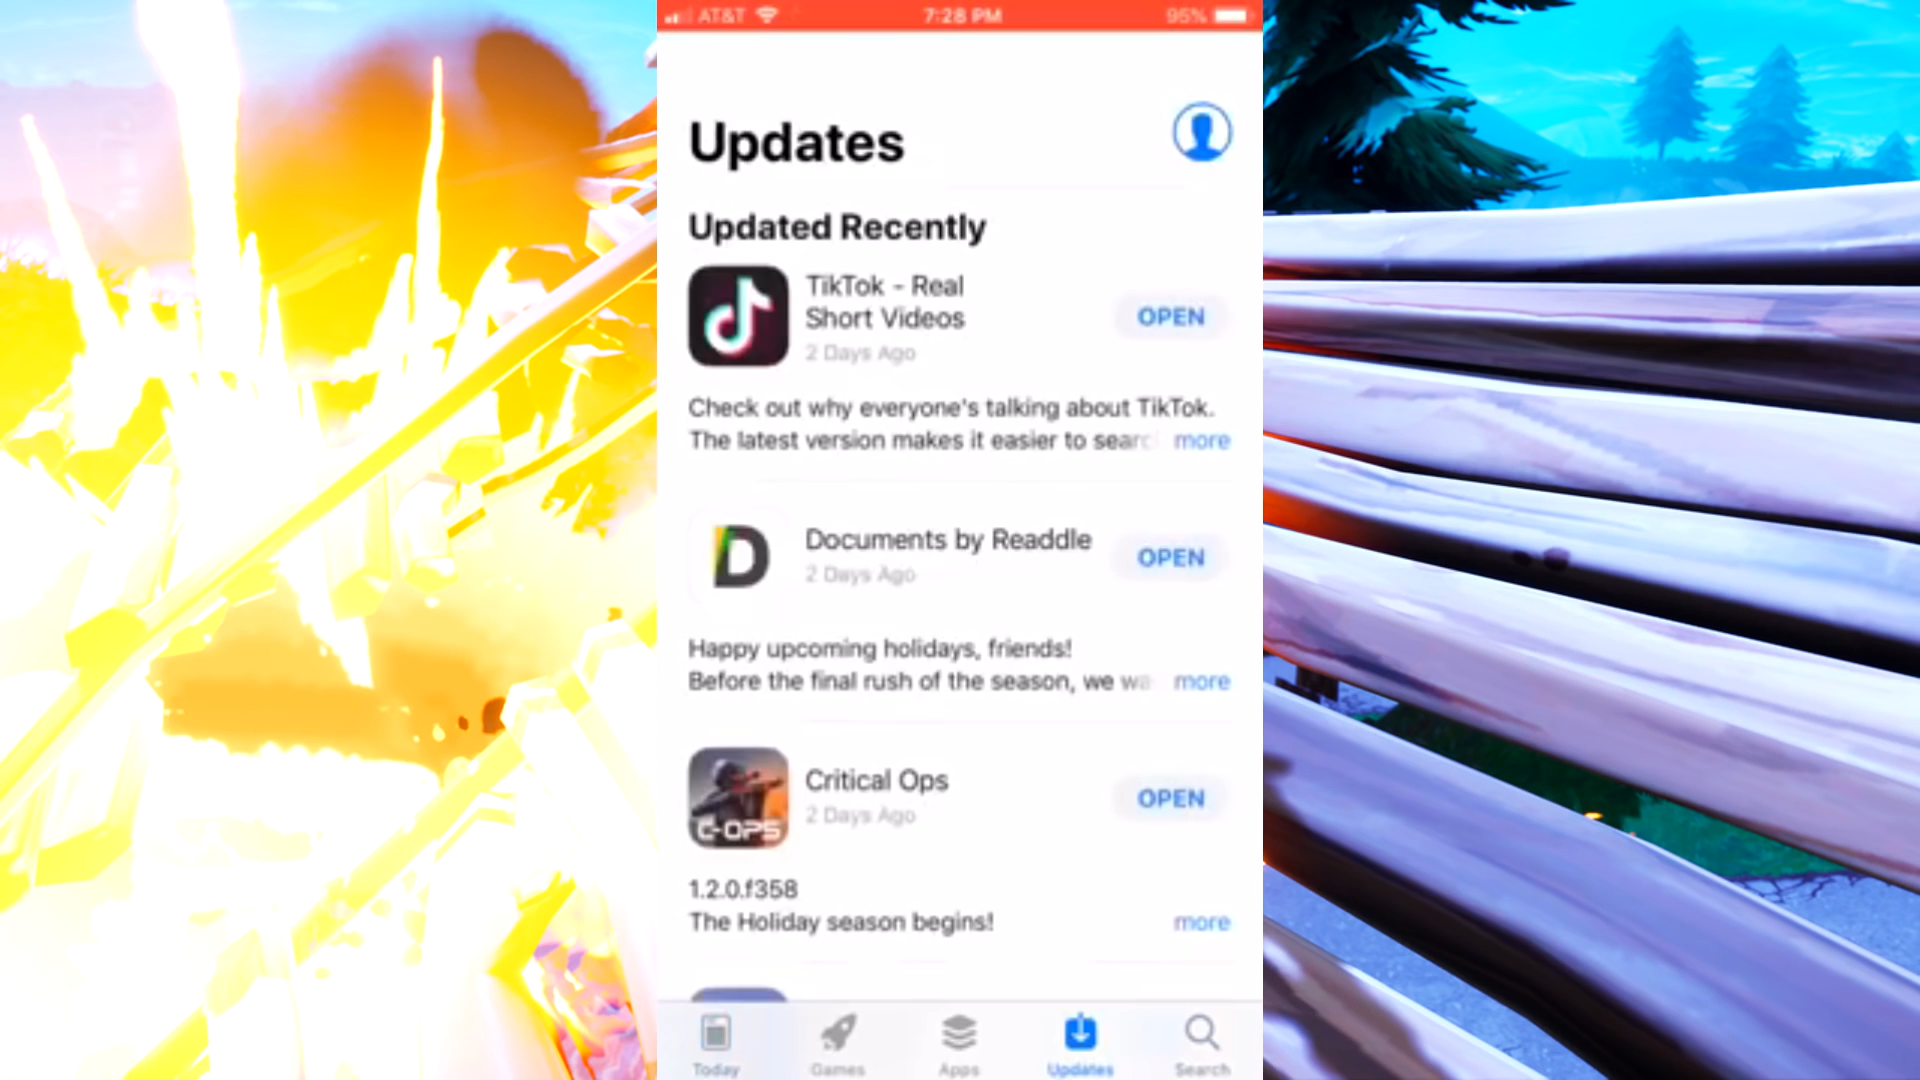 AT&T 7:28 PM 95%
Updates
Updated Recently
TikTok - Real
Short Videos
OPEN
2 Days Ago
Check out why everyone's talking about TikTok.
The latest version makes it easier to searc more
D
Documents by Readdle
OPEN
2 Days Ago
Happy upcoming holidays, friends!
Before the final rush of the season, we wa more
Critical Ops
OPEN
2 Days Ago
C-OPS
1.2.0.f358
The Holiday season begins! more
Today Games Apps Updates Search